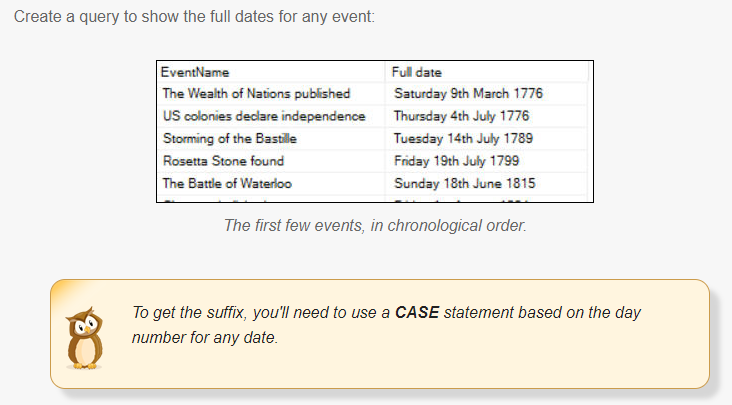 Create a query to show the full dates for any event:
EventName Full date
The Wealth of Nations published Saturday 9th March 1776
US colonies declare independence Thursday 4th July 1776
Storming of the Bastille Tuesday 14th July 1789
Rosetta Stone found Friday 19th July 1799
The Battle of Waterloo Sunday 18th June 1815
The first few events, in chronological order.
To get the suffix, you'll need to use a CASE statement based on the day
number for any date.